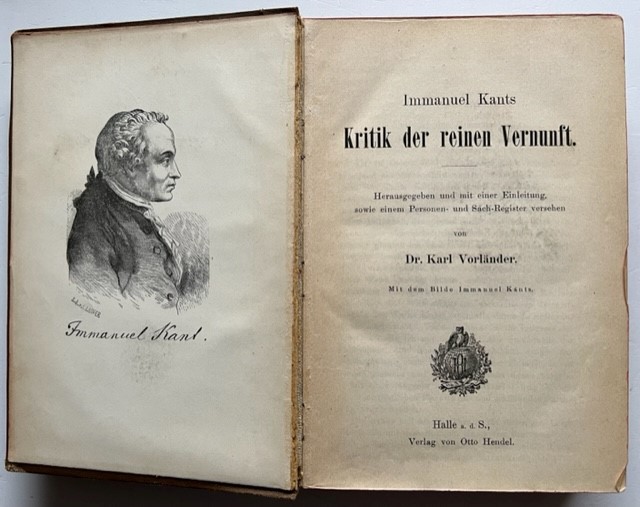 Immanuel Kant.
Immanuel Kants
Kritik der reinen Vernunft.
Herausgegeben und mit einer Einleitung,
sowie einem Personen- und Sach-Register versehen
von
Dr. Karl Vorländer.
Mit dem Bilde Immanuel Kants.
Halle a. d. S.,
Verlag von Otto Hendel.